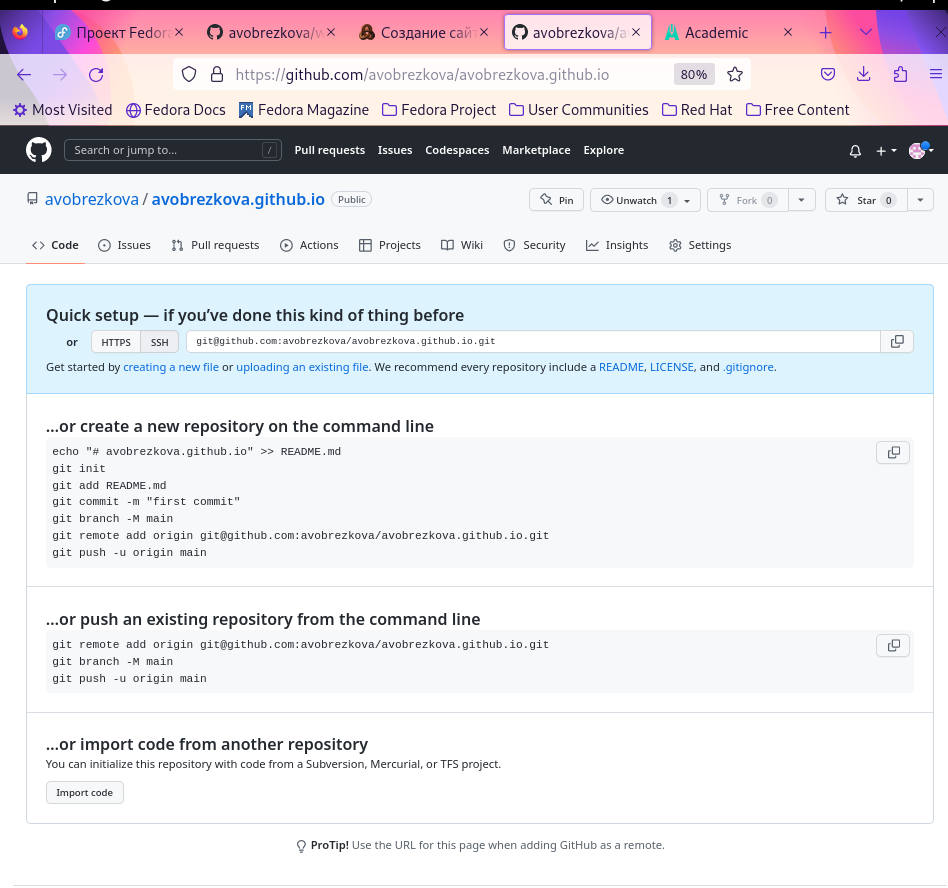 Проект Fedora
avobrezkova/w
Создание сайт
avobrezkova/a
Academic
https://github.com/avobrezkova/avobrezkova.github.io
80%
Most Visited
Fedora Docs
Fedora Magazine
Fedora Project
User Communities
Red Hat
Free Content
Search or jump to...
/
Pull requests
Issues
Codespaces
Marketplace
Explore
avobrezkova / avobrezkova.github.io
Public
Pin
Unwatch 1
Fork 0
Star 0
Code
Issues
Pull requests
Actions
Projects
Wiki
Security
Insights
Settings
Quick setup — if you’ve done this kind of thing before
or
HTTPS
SSH
git@github.com:avobrezkova/avobrezkova.github.io.git
Get started by creating a new file or uploading an existing file. We recommend every repository include a README, LICENSE, and .gitignore.
…or create a new repository on the command line
echo "# avobrezkova.github.io" >> README.md
git init
git add README.md
git commit -m "first commit"
git branch -M main
git remote add origin git@github.com:avobrezkova/avobrezkova.github.io.git
git push -u origin main
…or push an existing repository from the command line
git remote add origin git@github.com:avobrezkova/avobrezkova.github.io.git
git branch -M main
git push -u origin main
…or import code from another repository
You can initialize this repository with code from a Subversion, Mercurial, or TFS project.
Import code
ProTip! Use the URL for this page when adding GitHub as a remote.